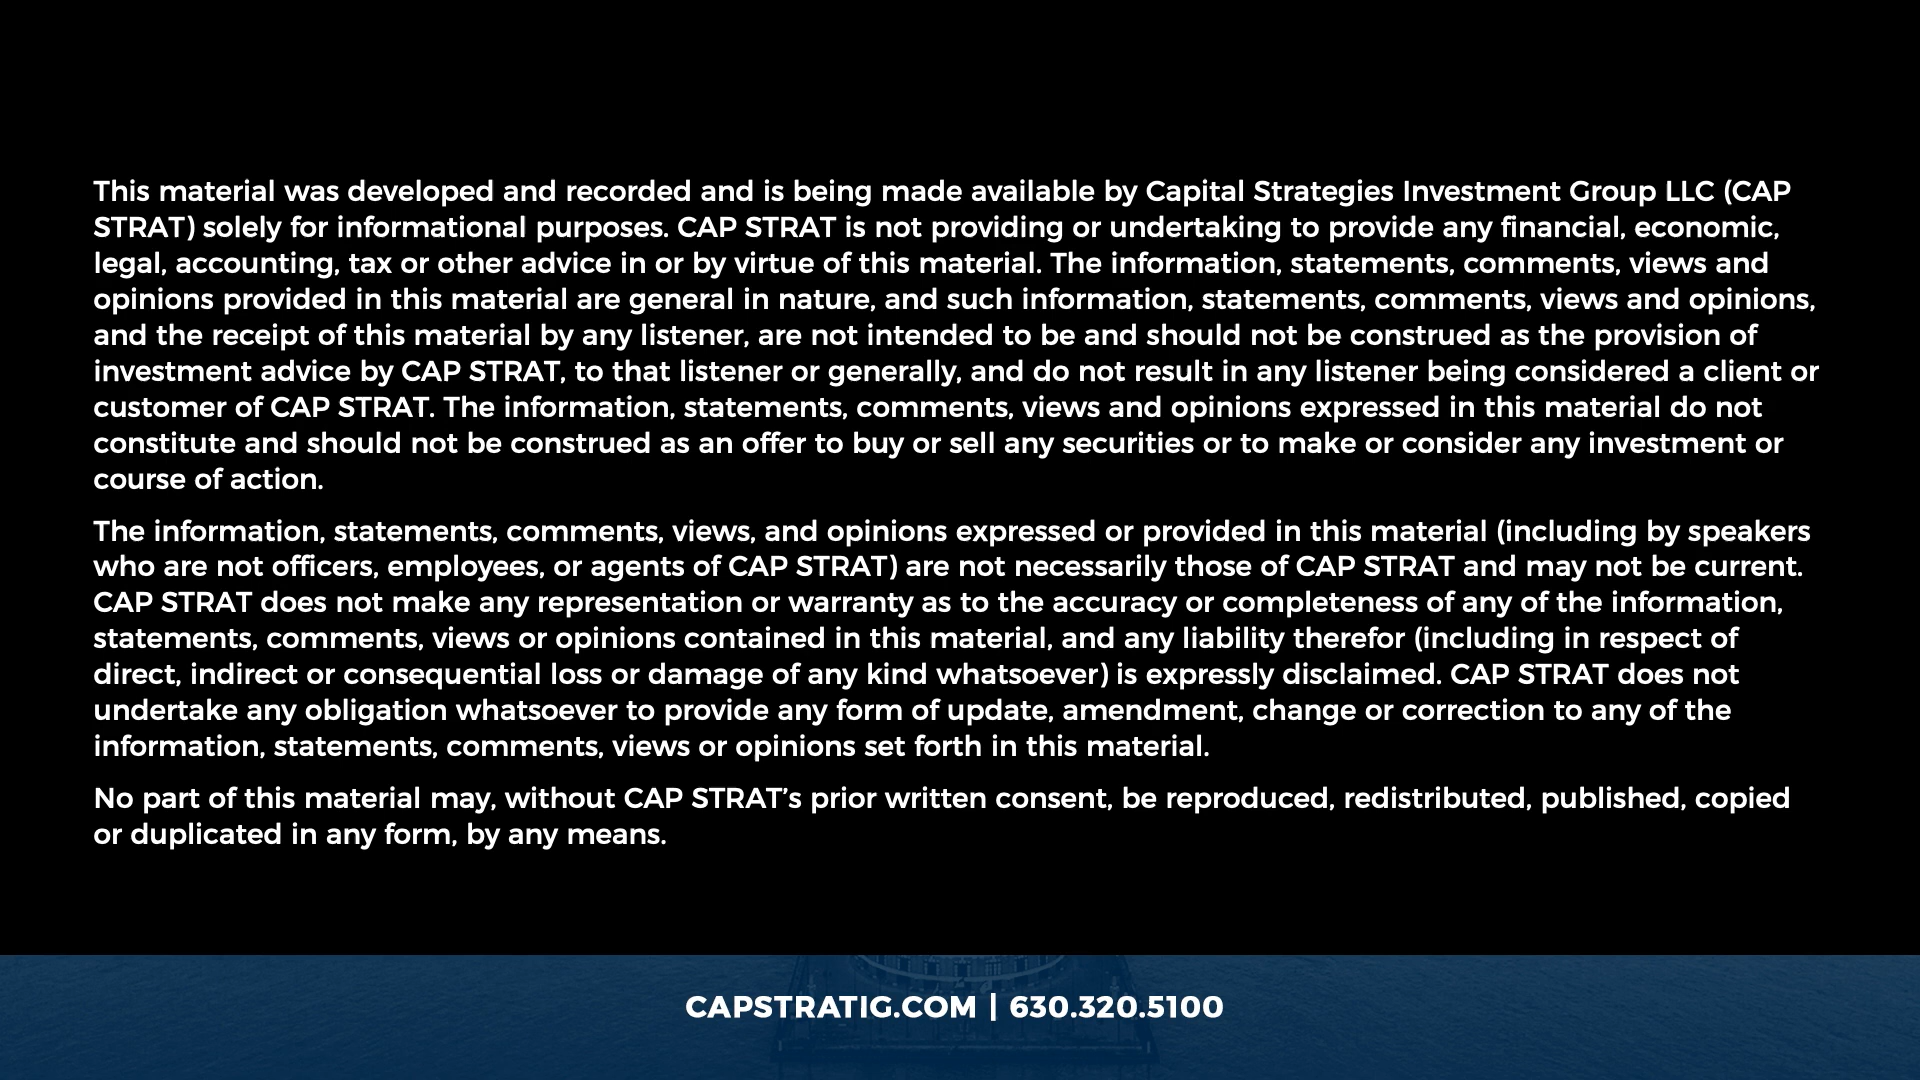 This material was developed and recorded and is being made available by Capital Strategies Investment Group LLC (CAP
STRAT) solely for informational purposes. CAP STRAT is not providing or undertaking to provide any financial, economic,
legal, accounting, tax or other advice in or by virtue of this material. The information, statements, comments, views and
opinions provided in this material are general in nature, and such information, statements, comments, views and opinions,
and the receipt of this material by any listener, are not intended to be and should not be construed as the provision of
investment advice by CAP STRAT, to that listener or generally, and do not result in any listener being considered a client or
customer of CAP STRAT. The information, statements, comments, views and opinions expressed in this material do not
constitute and should not be construed as an offer to buy or sell any securities or to make or consider any investment or
course of action.
The information, statements, comments, views, and opinions expressed or provided in this material (including by speakers
who are not officers, employees, or agents of CAP STRAT) are not necessarily those of CAP STRAT and may not be current.
CAP STRAT does not make any representation or warranty as to the accuracy or completeness of any of the information,
statements, comments, views or opinions contained in this material, and any liability therefor (including in respect of
direct, indirect or consequential loss or damage of any kind whatsoever) is expressly disclaimed. CAP STRAT does not
undertake any obligation whatsoever to provide any form of update, amendment, change or correction to any of the
information, statements, comments, views or opinions set forth in this material.
No part of this material may, without CAP STRAT’s prior written consent, be reproduced, redistributed, published, copied
or duplicated in any form, by any means.
CAPSTRATIG.COM | 630.320.5100